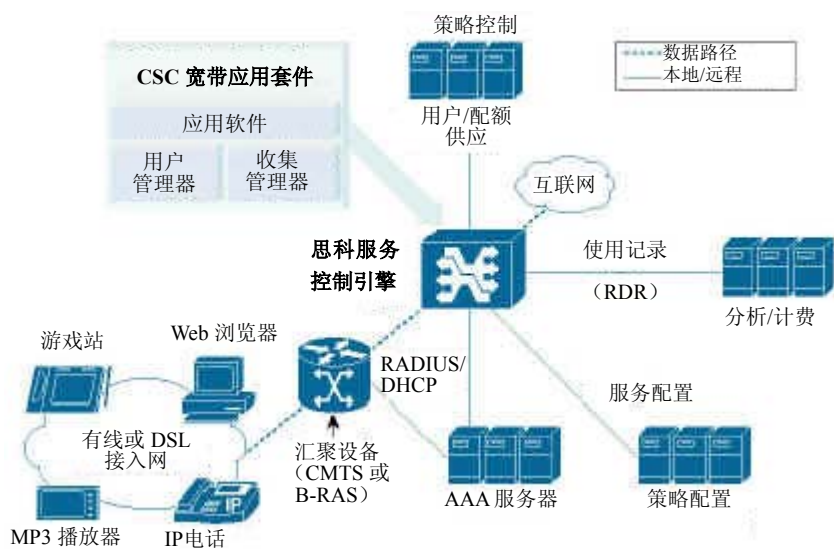 策略控制
数据路径
本地/远程
CSC 宽带应用套件
应用软件
用户
管理器
收集
管理器
用户/配额
供应
互联网
思科服务
控制引擎
使用记录
（RDR）
分析/计费
游戏站
Web 浏览器
RADIUS/
DHCP
服务配置
有线或 DSL
接入网
汇聚设备
（CMTS 或
B-RAS）
AAA 服务器
策略配置
MP3 播放器
IP
IP电话